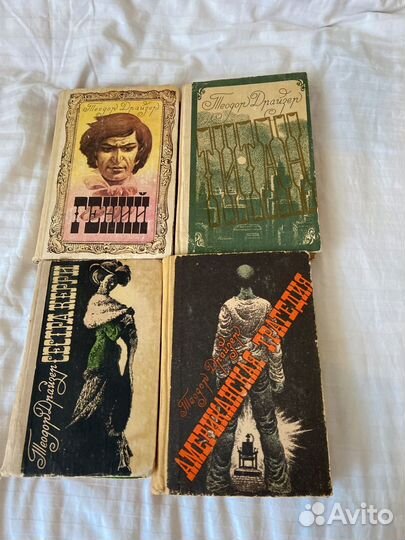 Теодор Драйзер
ГЕНИЙ
Теодор Драйзер
ТИТАН
Теодор Драйзер
СЕСТРА КЕРРИ
Теодор Драйзер
АМЕРИКАНСКАЯ ТРАГЕДИЯ
Avito